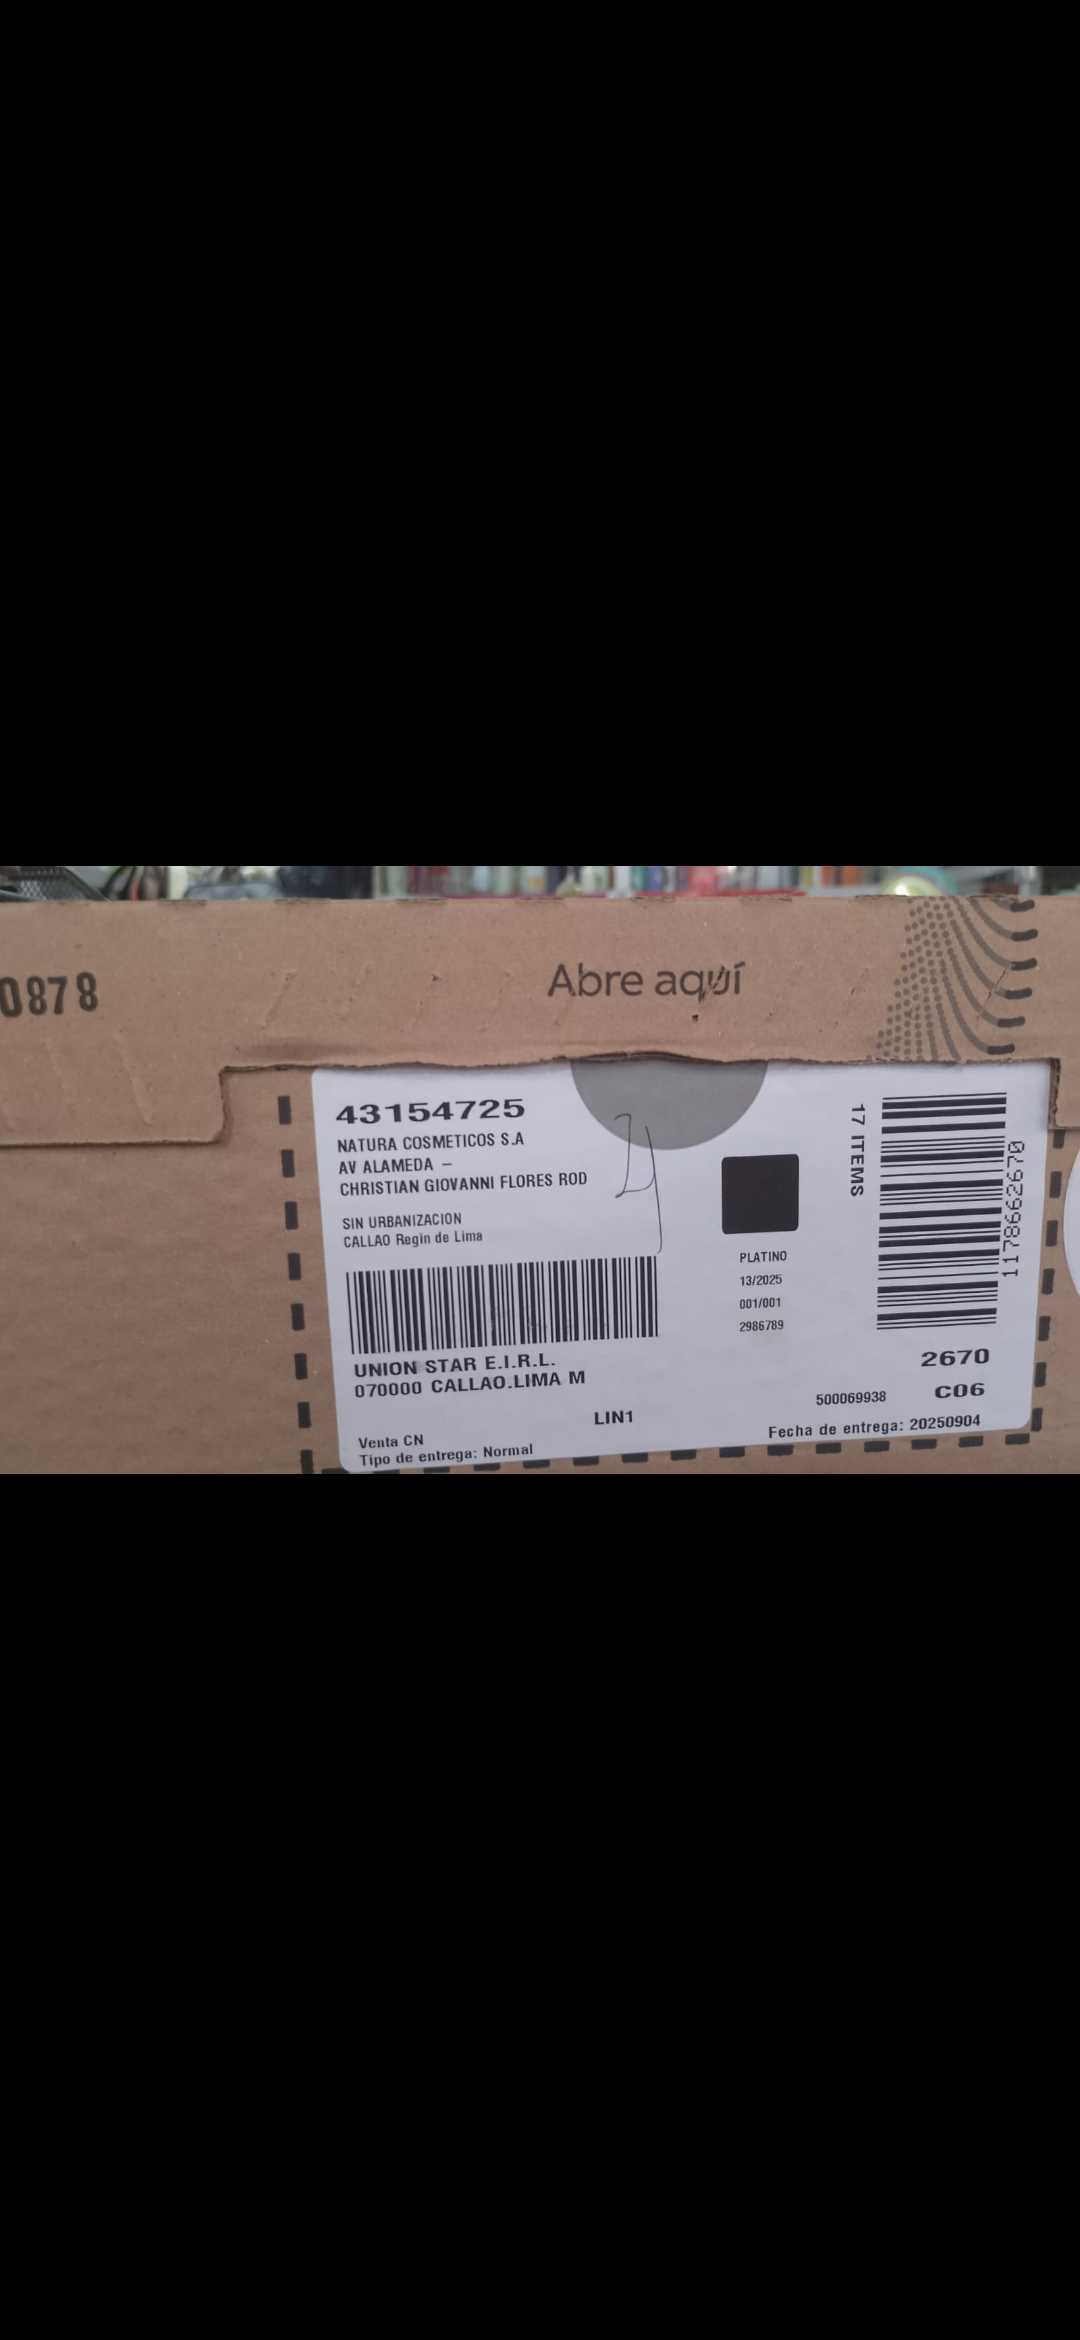 0878
Abre aquí
43154725
NATURA COSMETICOS S.A
AV ALAMEDA –
CHRISTIAN GIOVANNI FLORES ROD
SIN URBANIZACION
CALLAO Regin de Lima
UNION STAR E.I.R.L.
070000 CALLAO.LIMA M
LIN1
Venta CN
Tipo de entrega: Normal
PLATINO
13/2025
001/001
2986789
17 ITEMS
1178662670
2670
500069938 C06
Fecha de entrega: 20250904